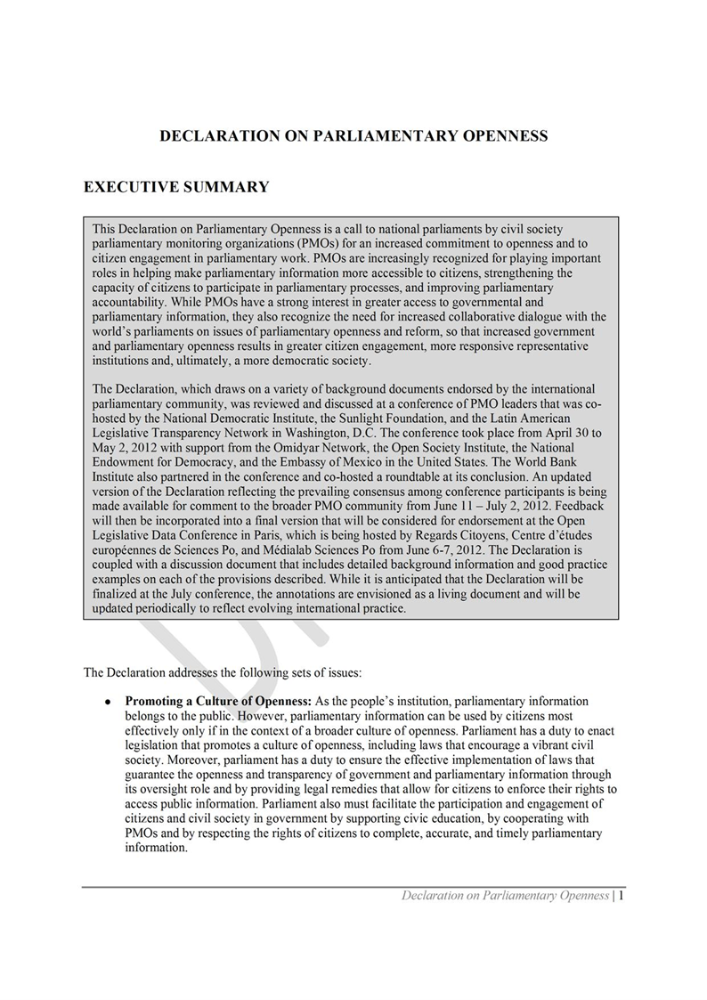 DECLARATION ON PARLIAMENTARY OPENNESS
EXECUTIVE SUMMARY
This Declaration on Parliamentary Openness is a call to national parliaments by civil society
parliamentary monitoring organizations (PMOs) for an increased commitment to openness and to
citizen engagement in parliamentary work. PMOs are increasingly recognized for playing important
roles in helping make parliamentary information more accessible to citizens, strengthening the
capacity of citizens to participate in parliamentary processes, and improving parliamentary
accountability. While PMOs have a strong interest in greater access to governmental and
parliamentary information, they also recognize the need for increased collaborative dialogue with the
world’s parliaments on issues of parliamentary openness and reform, so that increased government
and parliamentary openness results in greater citizen engagement, more responsive representative
institutions and, ultimately, a more democratic society.
The Declaration, which draws on a variety of background documents endorsed by the international
parliamentary community, was reviewed and discussed at a conference of PMO leaders that was co-
hosted by the National Democratic Institute, the Sunlight Foundation, and the Latin American
Legislative Transparency Network in Washington, D.C. The conference took place from April 30 to
May 2, 2012 with support from the Omidyar Network, the Open Society Institute, the National
Endowment for Democracy, and the Embassy of Mexico in the United States. The World Bank
Institute also partnered in the conference and co-hosted a roundtable at its conclusion. An updated
version of the Declaration reflecting the prevailing consensus among conference participants is being
made available for comment to the broader PMO community from June 11 – July 2, 2012. Feedback
will then be incorporated into a final version that will be considered for endorsement at the Open
Legislative Data Conference in Paris, which is being hosted by Regards Citoyens, Centre d’études
européennes de Sciences Po, and Médialab Sciences Po from June 6-7, 2012. The Declaration is
coupled with a discussion document that includes detailed background information and good practice
examples on each of the provisions described. While it is anticipated that the Declaration will be
finalized at the July conference, the annotations are envisioned as a living document and will be
updated periodically to reflect evolving international practice.
The Declaration addresses the following sets of issues:
● Promoting a Culture of Openness: As the people’s institution, parliamentary information
belongs to the public. However, parliamentary information can be used by citizens most
effectively only if in the context of a broader culture of openness. Parliament has a duty to enact
legislation that promotes a culture of openness, including laws that encourage a vibrant civil
society. Moreover, parliament has a duty to ensure the effective implementation of laws that
guarantee the openness and transparency of government and parliamentary information through
its oversight role and by providing legal remedies that allow for citizens to enforce their rights to
access public information. Parliament also must facilitate the participation and engagement of
citizens and civil society in government by supporting civic education, by cooperating with
PMOs and by respecting the rights of citizens to complete, accurate, and timely parliamentary
information.
Declaration on Parliamentary Openness | 1